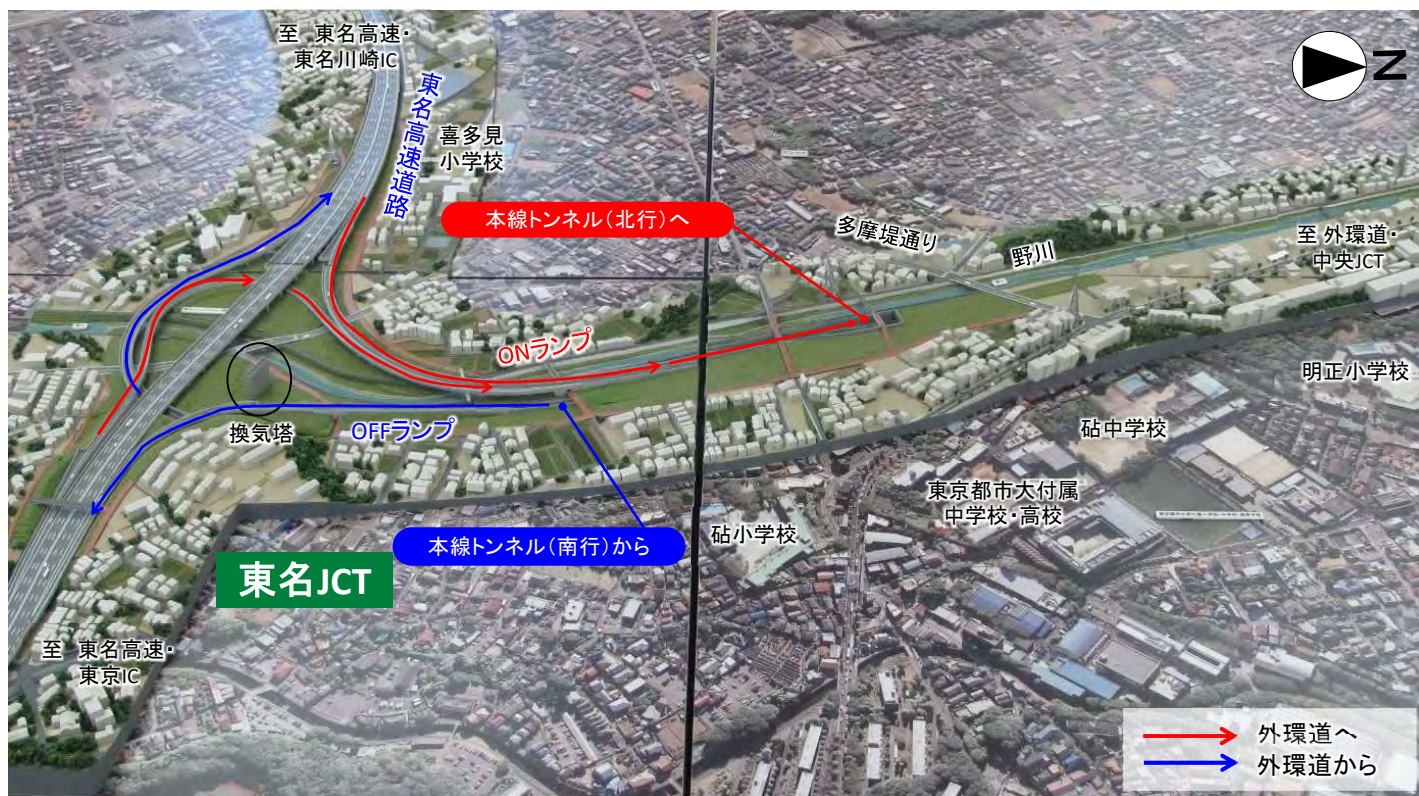 至 東名高速・
東名川崎IC
東名高速道路
喜多見
小学校
N
本線トンネル（北行）へ
多摩堤通り
野川
至 外環道・
中央JCT
ONランプ
明正小学校
換気塔
OFFランプ
砧中学校
東京都市大付属
中学校・高校
砧小学校
本線トンネル（南行）から
東名JCT
至 東名高速・
東京IC
外環道へ
外環道から